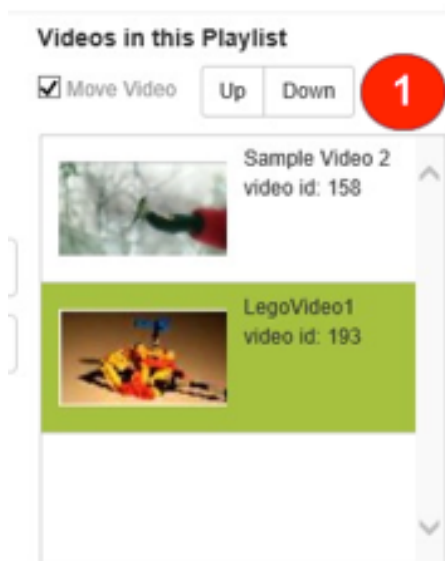 Videos in this Playlist
Move Video Up Down 1
Sample Video 2
video id: 158
LegoVideo1
video id: 193